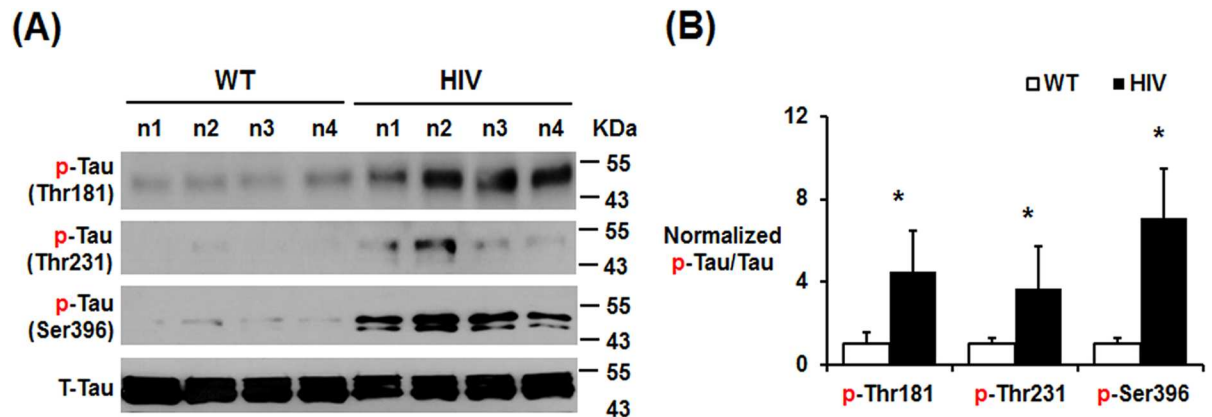 (A)
WT HIV
n1 n2 n3 n4 n1 n2 n3 n4 KDa
p-Tau
(Thr181)
55
43
p-Tau
(Thr231)
55
43
p-Tau
(Ser396)
55
43
T-Tau
55
43
(B)
WT HIV
12
8
4
0
Normalized
p-Tau/Tau
* * *
p-Thr181 p-Thr231 p-Ser396